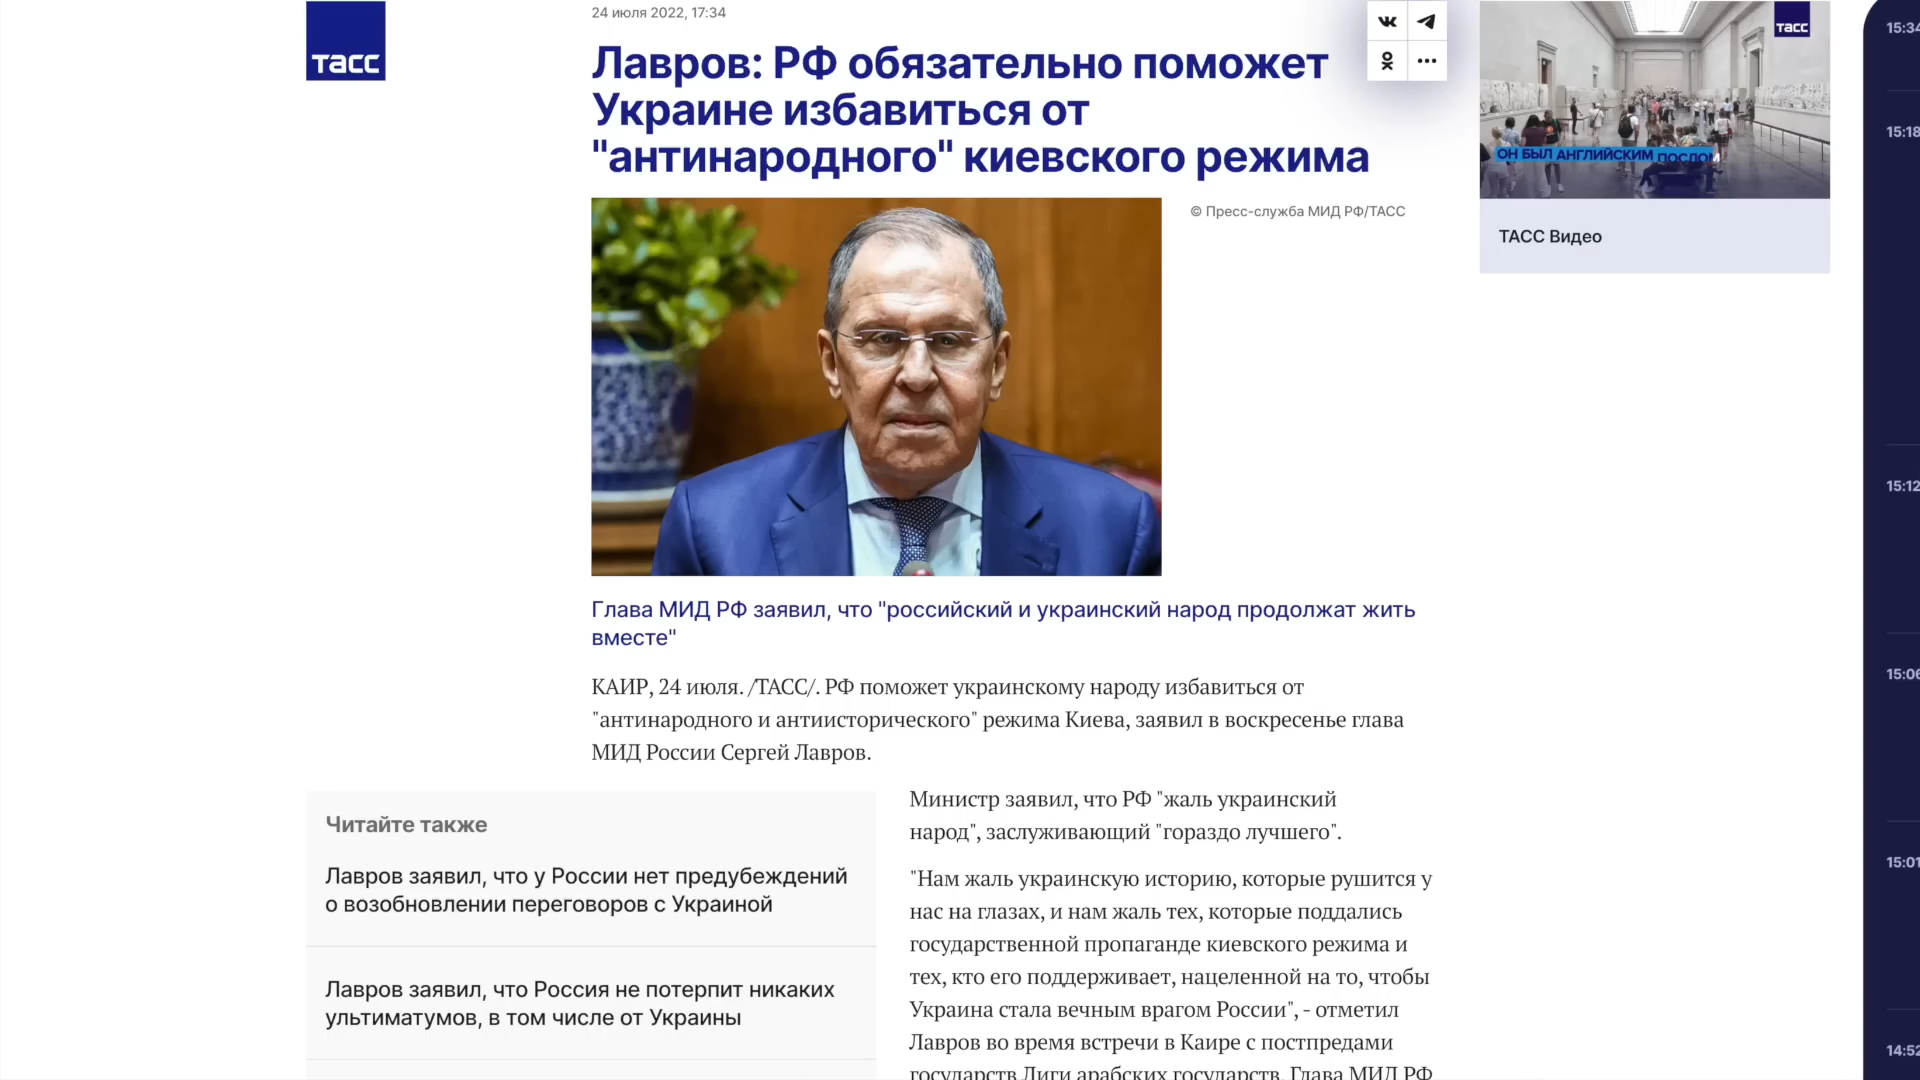 тасс
24 июля 2022, 17:34
Лавров: РФ обязательно поможет
Украине избавиться от
"антинародного" киевского режима
© Пресс-служба МИД РФ/ТАСС
Глава МИД РФ заявил, что "российский и украинский народ продолжат жить
вместе"
КАИР, 24 июля. /ТАСС/. РФ поможет украинскому народу избавиться от
"антинародного и антиисторического" режима Киева, заявил в воскресенье глава
МИД России Сергей Лавров.
Читайте также
Лавров заявил, что у России нет предубеждений
о возобновлении переговоров с Украиной
Лавров заявил, что Россия не потерпит никаких
ультиматумов, в том числе от Украины
Министр заявил, что РФ "жаль украинский
народ", заслуживающий "гораздо лучшего".
"Нам жаль украинскую историю, которые рушится у
нас на глазах, и нам жаль тех, которые поддались
государственной пропаганде киевского режима и
тех, кто его поддерживает, нацеленной на то, чтобы
Украина стала вечным врагом России", - отметил
Лавров во время встречи в Каире с постпредами
государств Лиги арабских государств. Глава МИД РФ
тасс
ОН БЫЛ АНГЛИЙСКИМ ПОСЛОМ
ТАСС Видео
15:34
15:18
15:12
15:06
15:01
14:52